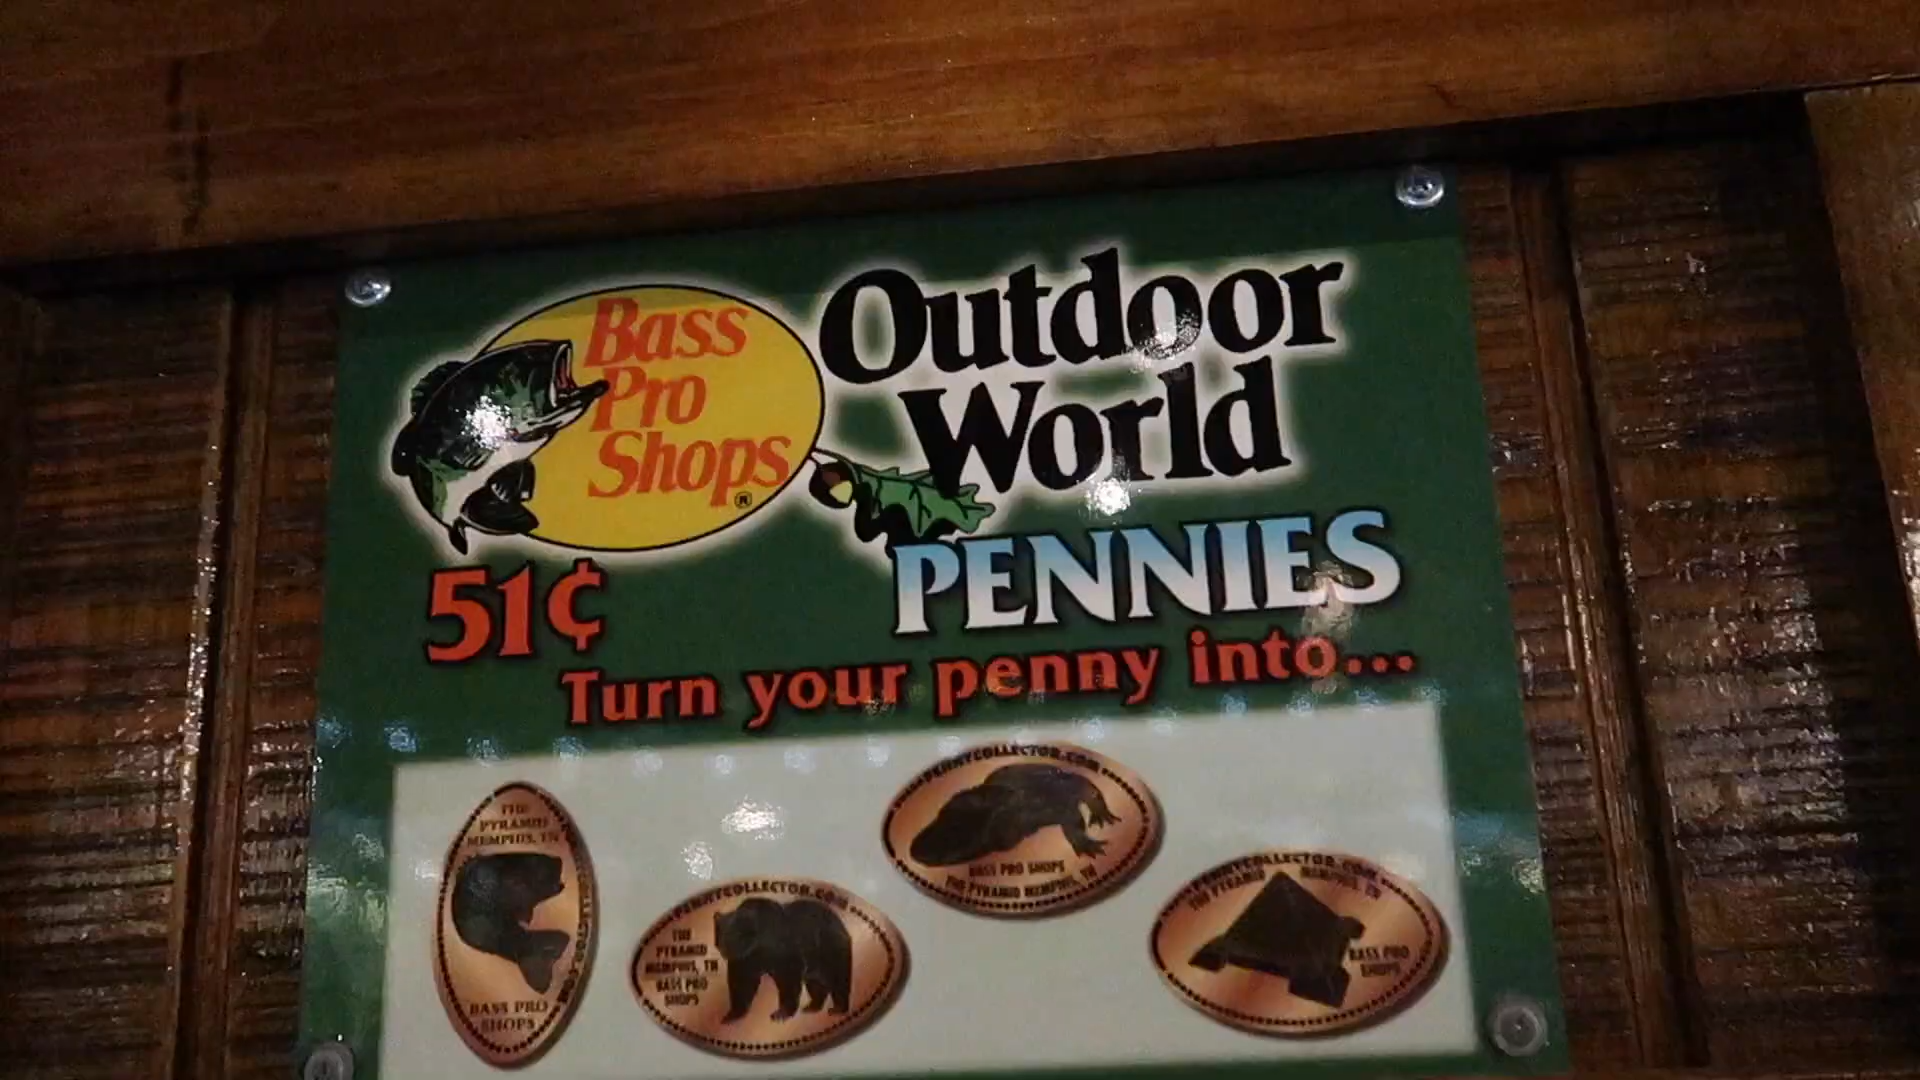 Bass
Pro
Shops
®
Outdoor
World
PENNIES
51¢
Turn your penny into...
THE
PYRAMID
MEMPHIS, TN
BASS PRO
SHOPS
PENNYCOLLECTOR.COM
THE
PYRAMID
MEMPHIS, TN
BASS PRO
SHOPS
PENNYCOLLECTOR.COM
BASS PRO SHOPS
THE PYRAMID MEMPHIS, TN
PENNYCOLLECTOR.COM
THE PYRAMID MEMPHIS, TN
BASS PRO
SHOPS